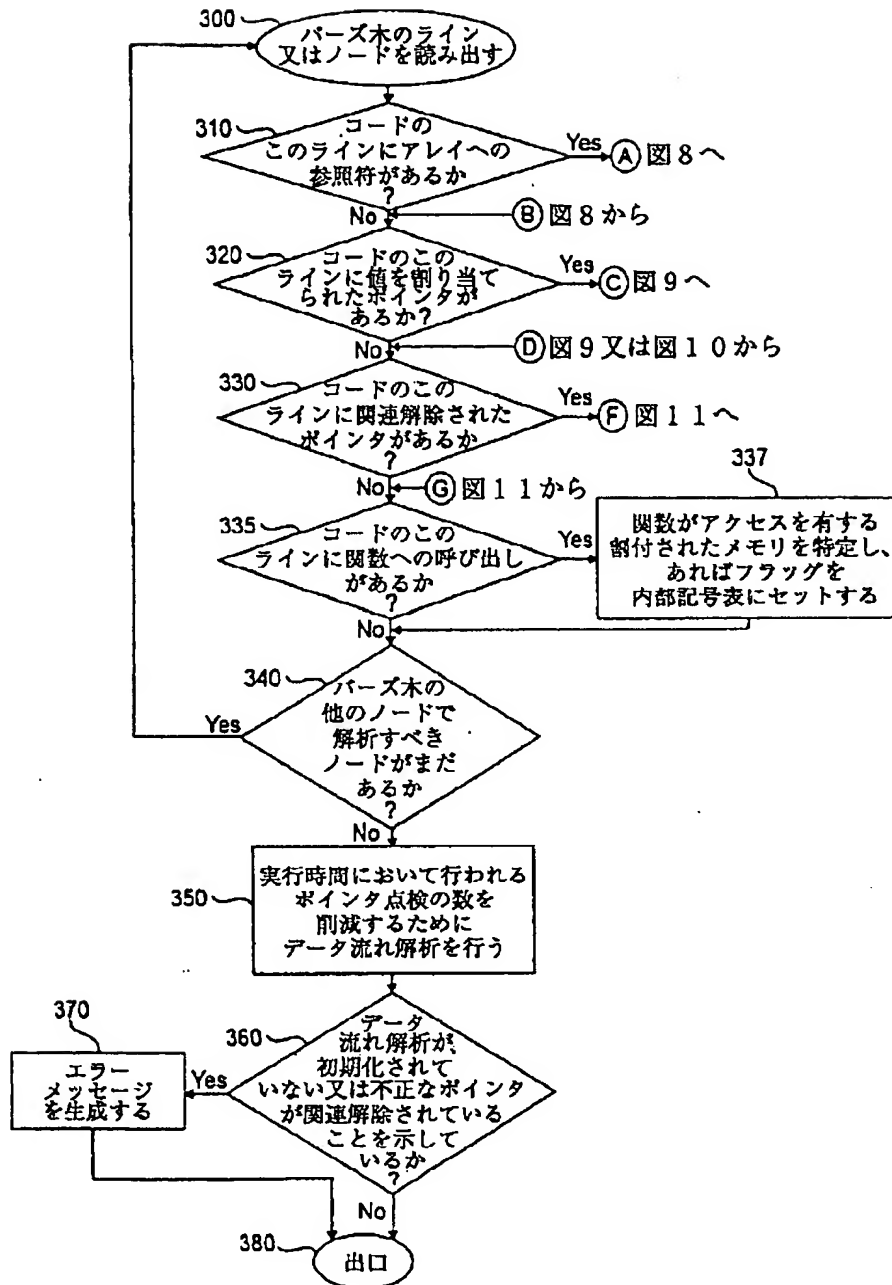 300
パーズ木のライン
又はノードを読み出す
310
コードの
このラインにアレイへの
参照符があるか
?
Yes
A 図8へ
No
B 図8から
320
コードのこの
ラインに値を割り当て
られたポインタが
あるか?
Yes
C 図9へ
No
D 図9又は図10から
330
コードのこの
ラインに関連解除された
ポインタがあるか
?
Yes
F 図11へ
No
G 図11から
335
コードのこの
ラインに関数への呼び出し
があるか
?
Yes
337
関数がアクセスを有する
割付されたメモリを特定し、
あればフラッグを
内部記号表にセットする
No
340
パーズ木の
他のノードで
解析すべき
ノードがまだ
あるか
?
Yes
No
350
実行時間において行われる
ポインタ点検の数を
削減するために
データ流れ解析を行う
360
データ
流れ解析が、
初期化されて
いない又は不正なポインタ
が関連解除されている
ことを示して
いるか
?
Yes
370
エラー
メッセージ
を生成する
No
380
出口